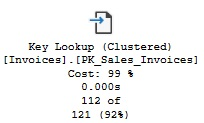 Key Lookup (Clustered)
[Invoices].[PK_Sales_Invoices]
Cost: 99 %
0.000s
112 of
121 (92%)